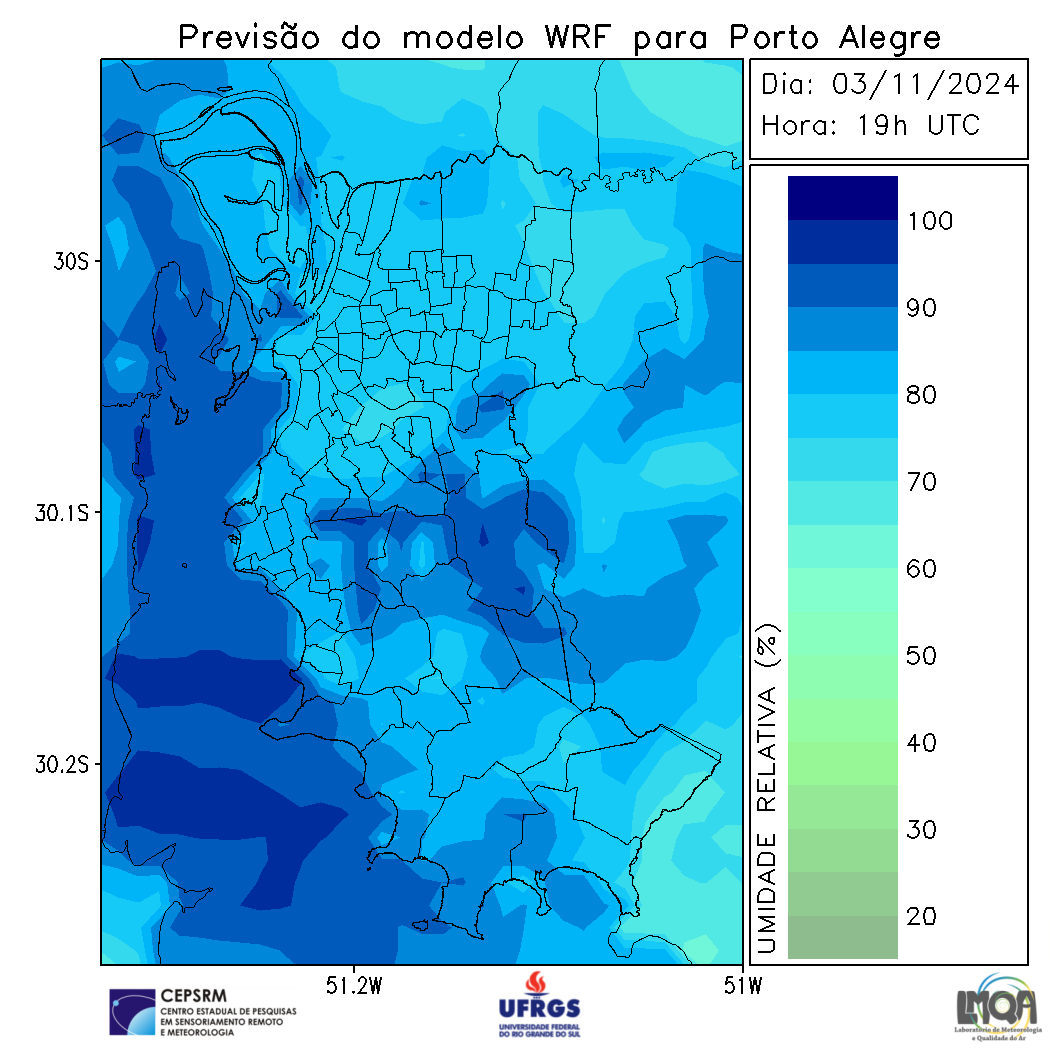 Previsão do modelo WRF para Porto Alegre
Dia: 03/11/2024
Hora: 19h UTC
100
90
80
70
60
50
40
30
20
UMIDADE RELATIVA (%)
30S
30.1S
30.2S
51.2W
51W
CEPSRM
CENTRO ESTADUAL DE PESQUISAS
EM SENSORIAMENTO REMOTO
E METEOROLOGIA
UFRGS
UNIVERSIDADE FEDERAL
DO RIO GRANDE DO SUL
LMQA
Laboratório de Meteorologia
e Qualidade do Ar